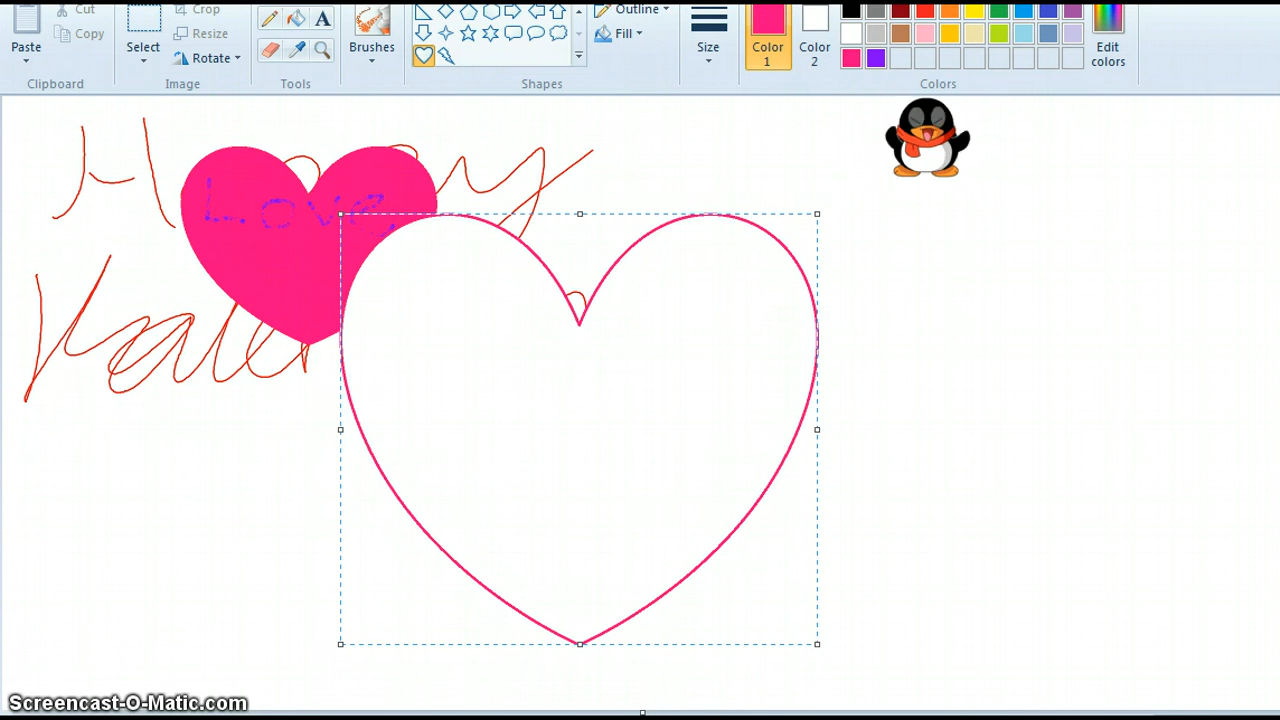 Cut
Crop
Paste
Copy
Select
Resize
Rotate
A
Brushes
Outline
Fill
Size
Color 1
Color 2
Edit colors
Clipboard
Image
Tools
Shapes
Colors
Love
Screencast-O-Matic.com